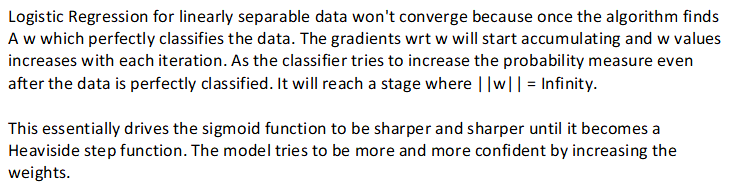 Logistic Regression for linearly separable data won't converge because once the algorithm finds
A w which perfectly classifies the data. The gradients wrt w will start accumulating and w values
increases with each iteration. As the classifier tries to increase the probability measure even
after the data is perfectly classified. It will reach a stage where ||w|| = Infinity.
This essentially drives the sigmoid function to be sharper and sharper until it becomes a
Heaviside step function. The model tries to be more and more confident by increasing the
weights.